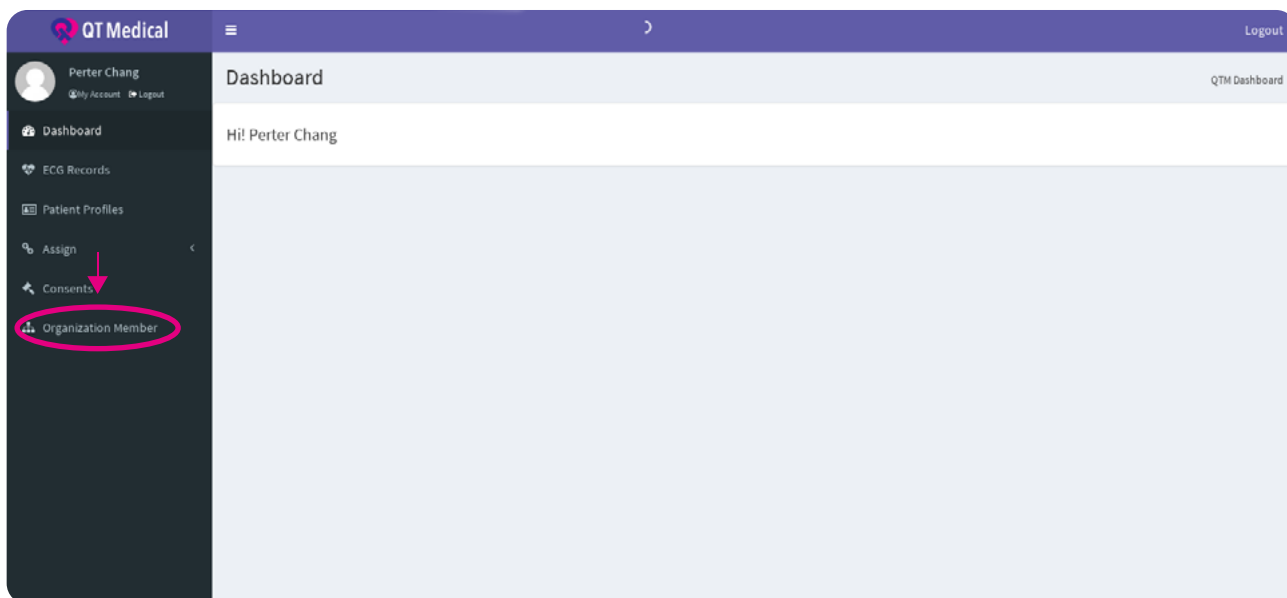 QT Medical
Logout
Perter Chang
My Account Logout
Dashboard
QTM Dashboard
Dashboard
Hi! Perter Chang
ECG Records
Patient Profiles
Assign
Consents
Organization Member